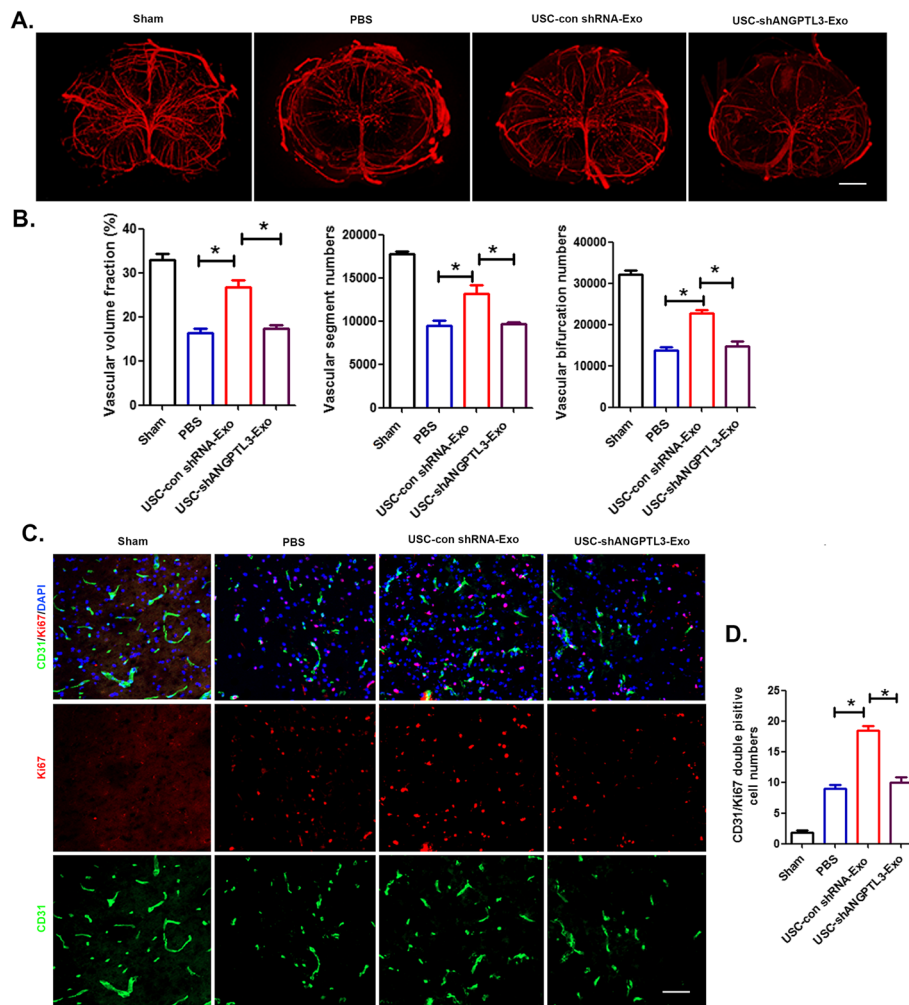 A.
Sham
PBS
USC-con shRNA-Exo
USC-shANGPTL3-Exo
B.
Vascular volume fraction (%)
40
30
20
10
0
*
*
Sham
PBS
USC-con shRNA-Exo
USC-shANGPTL3-Exo
Vascular segment numbers
20000
15000
10000
5000
0
*
*
Sham
PBS
USC-con shRNA-Exo
USC-shANGPTL3-Exo
Vascular bifurcation numbers
40000
30000
20000
10000
0
*
*
Sham
PBS
USC-con shRNA-Exo
USC-shANGPTL3-Exo
C.
Sham
PBS
USC-con shRNA-Exo
USC-shANGPTL3-Exo
CD31/Ki67/DAPI
Ki67
CD31
D.
CD31/Ki67 double pisitive
cell numbers
25
20
15
10
5
0
*
*
Sham
PBS
USC-con shRNA-Exo
USC-shANGPTL3-Exo